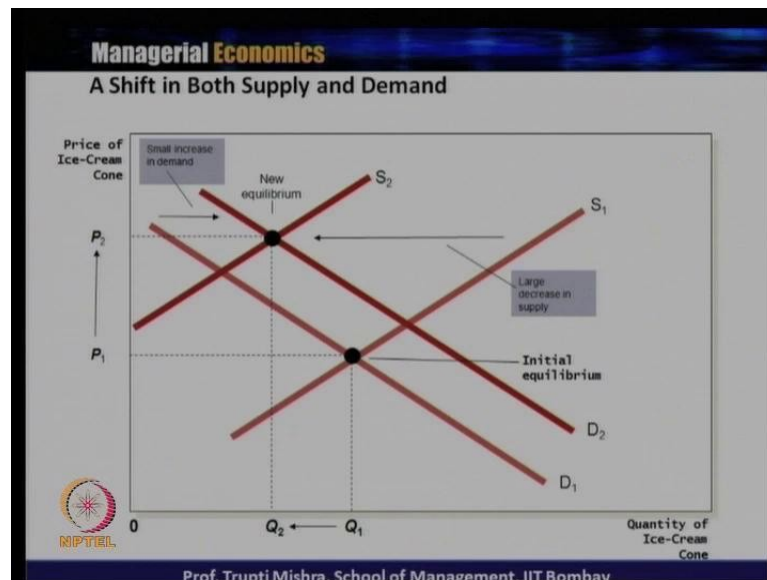 Managerial Economics
A Shift in Both Supply and Demand
Price of
Ice-Cream
Cone
Small increase
in demand
New
equilibrium
S2
S1
P2
Large
decrease in
supply
P1
Initial
equilibrium
D2
D1
NPTEL
0
Q2
Q1
Quantity of
Ice-Cream
Cone
Prof. Trupti Mishra, School of Management, IIT Bombay